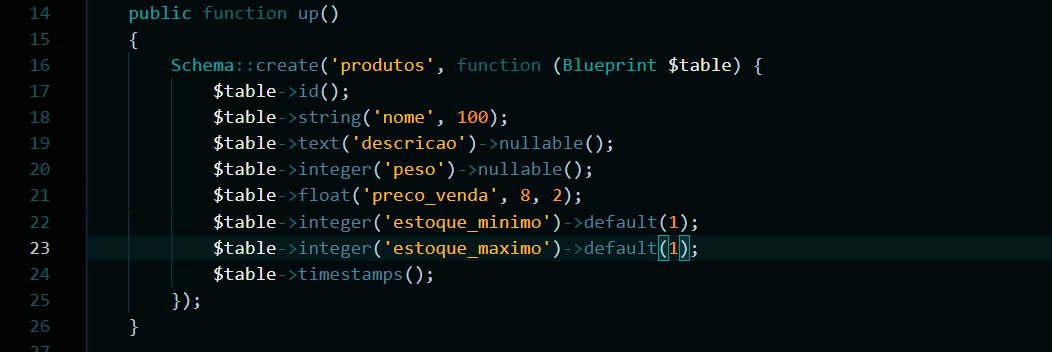 14 public function up()
15 {
16 Schema::create('produtos', function (Blueprint $table) {
17 $table->id();
18 $table->string('nome', 100);
19 $table->text('descricao')->nullable();
20 $table->integer('peso')->nullable();
21 $table->float('preco_venda', 8, 2);
22 $table->integer('estoque_minimo')->default(1);
23 $table->integer('estoque_maximo')->default(1);
24 $table->timestamps();
25 });
26 }
27